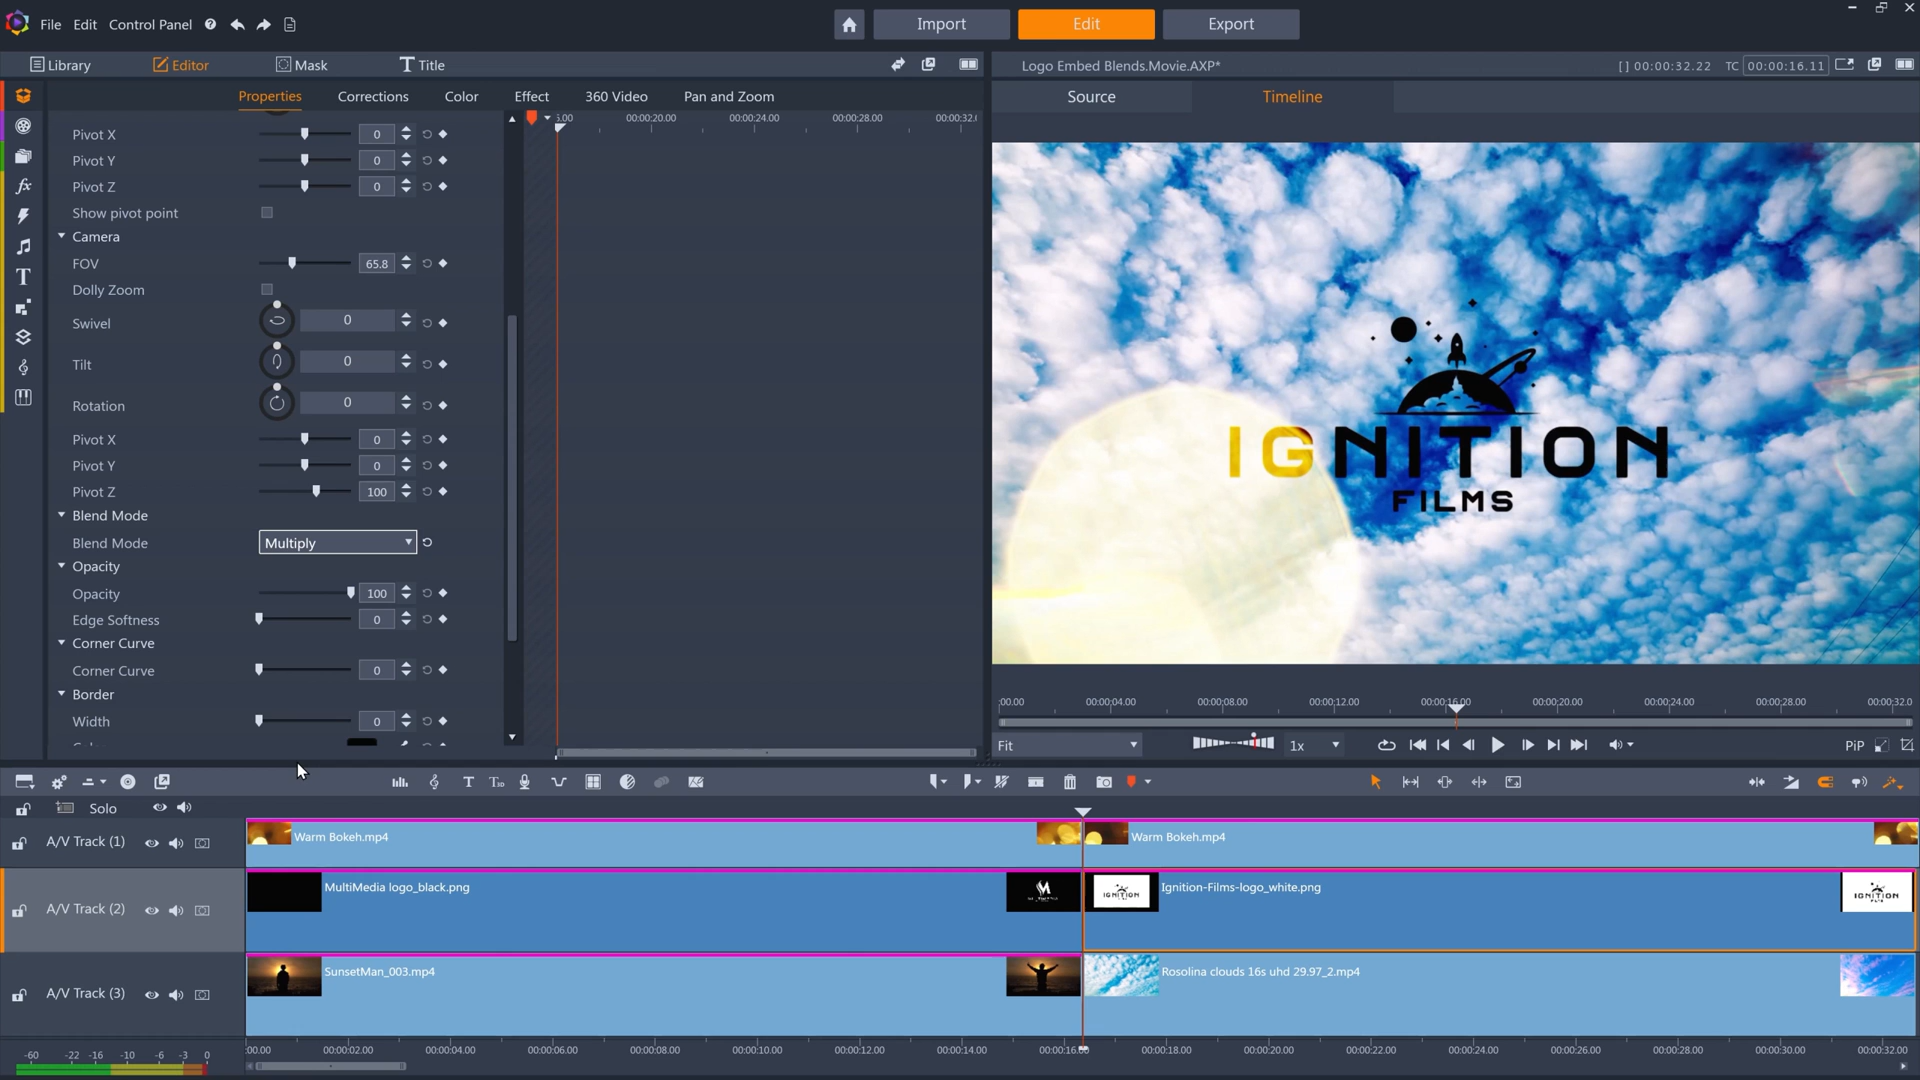 File Edit Control Panel
Import Edit Export
Library Editor Mask Title
Logo Embed Blends.Movie.AXP*
[] 00:00:32.22 TC 00:00:16.11
Properties Corrections Color Effect 360 Video Pan and Zoom
Source Timeline
00:00:20.00 00:00:24.00 00:00:28.00
Pivot X 0
Pivot Y 0
Pivot Z 0
Show pivot point
Camera
FOV 65.8
Dolly Zoom
Swivel 0
Tilt 0
Rotation 0
Pivot X 0
Pivot Y 0
Pivot Z 100
Blend Mode
Blend Mode Multiply
Opacity
Opacity 100
Edge Softness 0
Corner Curve
Corner Curve 0
Border
Width 0
IGNITION
FILMS
:00.00 00:00:04.00 00:00:08.00 00:00:12.00 00:00:16.00 00:00:20.00 00:00:24.00 00:00:28.00 00:00:32.0
Fit 1x PiP
Solo
A/V Track (1) Warm Bokeh.mp4 Warm Bokeh.mp4
A/V Track (2) MultiMedia logo_black.png Ignition-Films-logo_white.png
A/V Track (3) SunsetMan_003.mp4 Rosolina clouds 16s uhd 29.97_2.mp4
-60 -22 -16 -10 -6 -3 0
:00.00 00:00:02.00 00:00:04.00 00:00:06.00 00:00:08.00 00:00:10.00 00:00:12.00 00:00:14.00 00:00:16.00 00:00:18.00 00:00:20.00 00:00:22.00 00:00:24.00 00:00:26.00 00:00:28.00 00:00:30.00 00:00:32.00